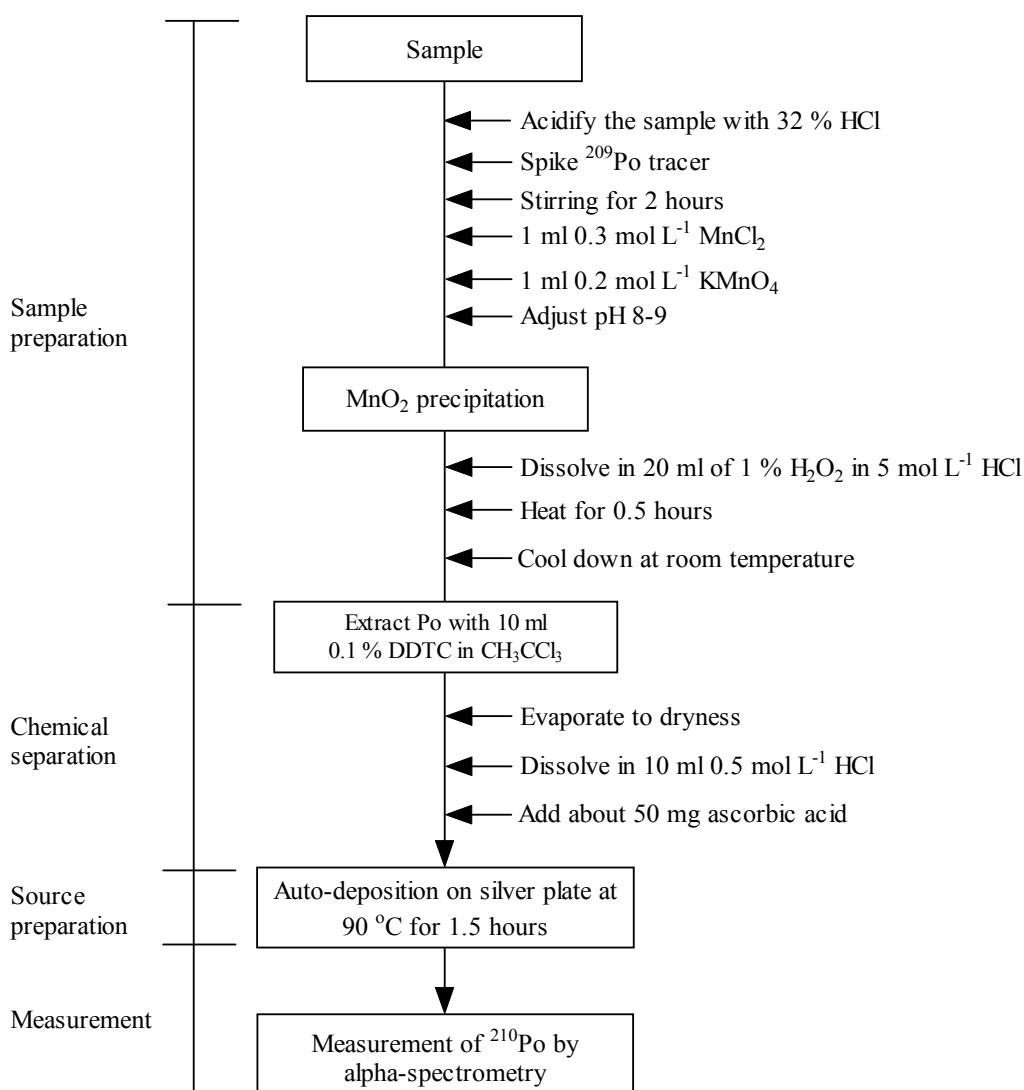 Sample
Acidify the sample with 32 % HCl
Spike ²⁰⁹Po tracer
Stirring for 2 hours
1 ml 0.3 mol L⁻¹ MnCl₂
1 ml 0.2 mol L⁻¹ KMnO₄
Adjust pH 8-9
Sample
preparation
MnO₂ precipitation
Dissolve in 20 ml of 1 % H₂O₂ in 5 mol L⁻¹ HCl
Heat for 0.5 hours
Cool down at room temperature
Extract Po with 10 ml
0.1 % DDTC in CH₃CCl₃
Chemical
separation
Evaporate to dryness
Dissolve in 10 ml 0.5 mol L⁻¹ HCl
Add about 50 mg ascorbic acid
Source
preparation
Auto-deposition on silver plate at
90 °C for 1.5 hours
Measurement
Measurement of ²¹⁰Po by
alpha-spectrometry